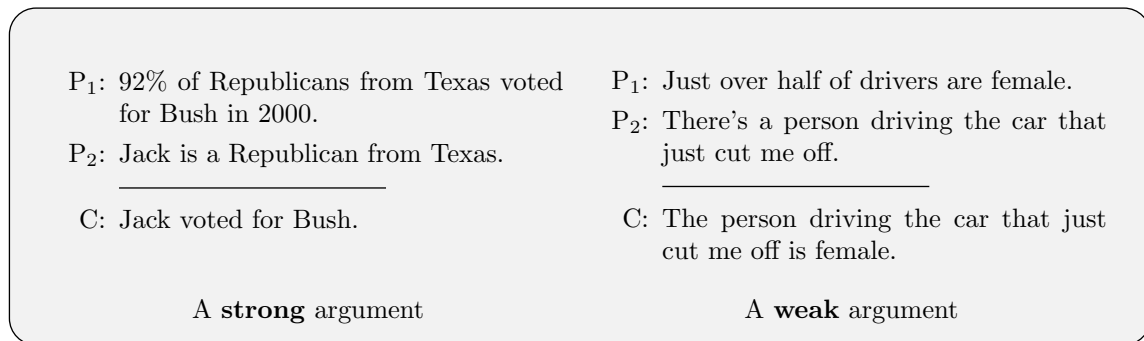 P₁: 92% of Republicans from Texas voted
for Bush in 2000.
P₂: Jack is a Republican from Texas.
C: Jack voted for Bush.
A strong argument
P₁: Just over half of drivers are female.
P₂: There's a person driving the car that
just cut me off.
C: The person driving the car that just
cut me off is female.
A weak argument